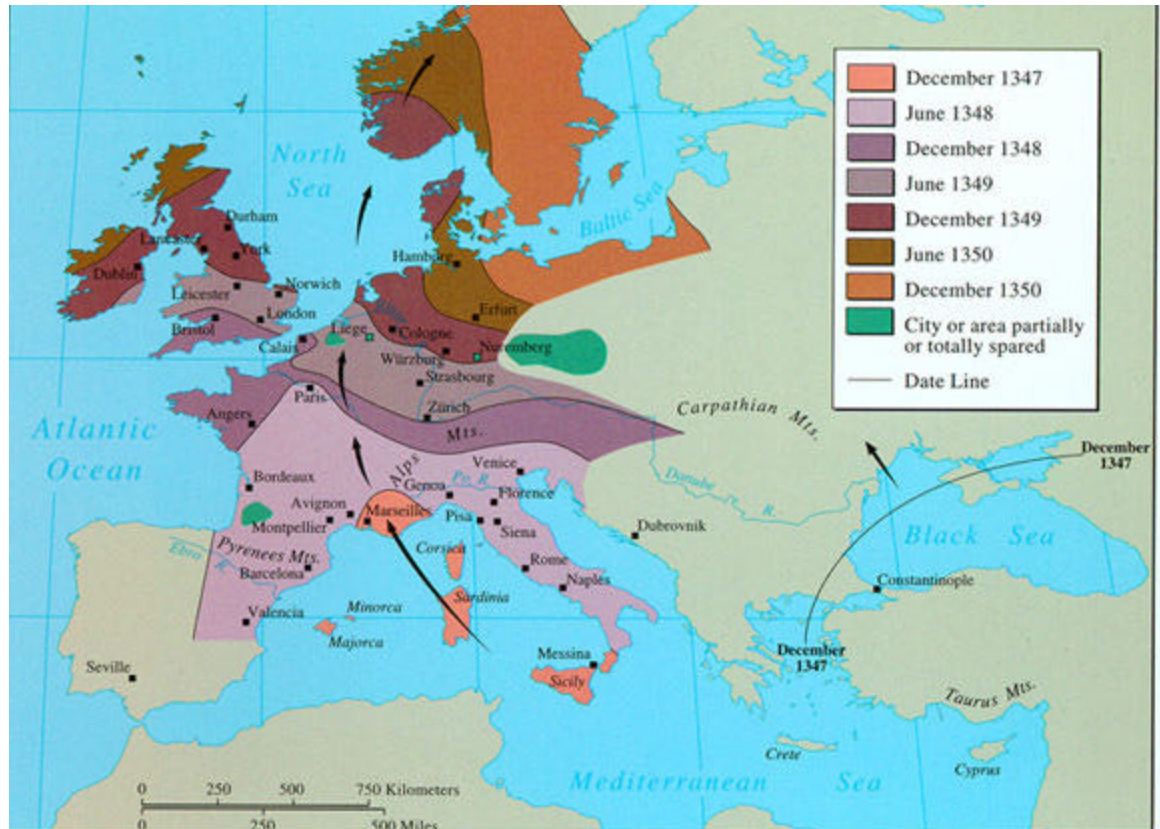 North
Sea
Durham
Lancaster
York
Dublin
Leicester
Norwich
London
Bristol
Calais
Hamburg
Baltic Sea
Erfurt
Liege
Cologne
Nuremberg
Würzburg
Strasbourg
Paris
Zurich
Angers
Mts.
Carpathian Mts.
Atlantic
Ocean
Alps
Venice
Bordeaux
Genoa
Po R.
Danube
R.
Avignon
Marseilles
Florence
Montpellier
Pisa
Siena
Dubrovnik
Black Sea
Pyrenees Mts.
Ebro
R.
Corsica
Barcelona
Rome
Naples
Constantinople
Minorca
Sardinia
Valencia
Majorca
Messina
Seville
Sicily
December
1347
December
1347
Taurus Mts.
Crete
Cyprus
Mediterranean Sea
0 250 500 750 Kilometers
0 250 500 Miles
December 1347
June 1348
December 1348
June 1349
December 1349
June 1350
December 1350
City or area partially
or totally spared
Date Line